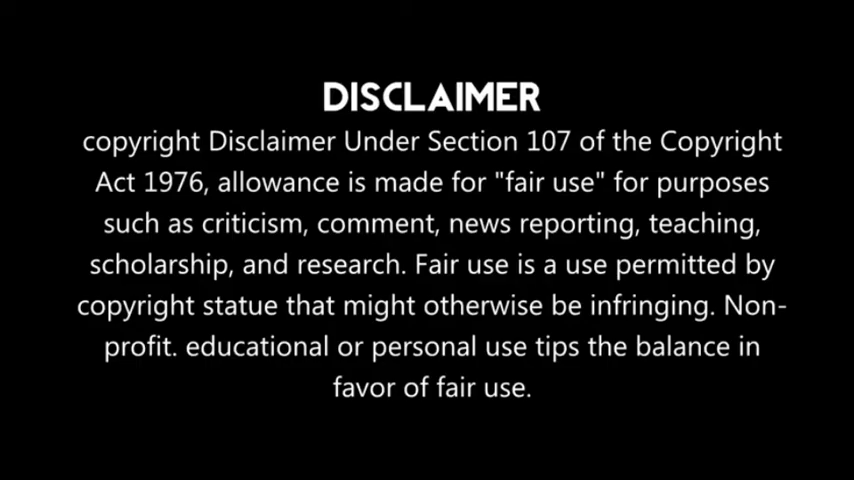 DISCLAIMER
copyright Disclaimer Under Section 107 of the Copyright
Act 1976, allowance is made for "fair use" for purposes
such as criticism, comment, news reporting, teaching,
scholarship, and research. Fair use is a use permitted by
copyright statue that might otherwise be infringing. Non-
profit. educational or personal use tips the balance in
favor of fair use.